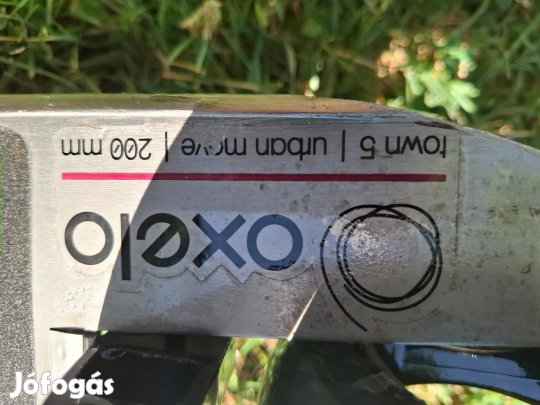 oxelo
town 5 | urban move | 200 mm
Jófogás